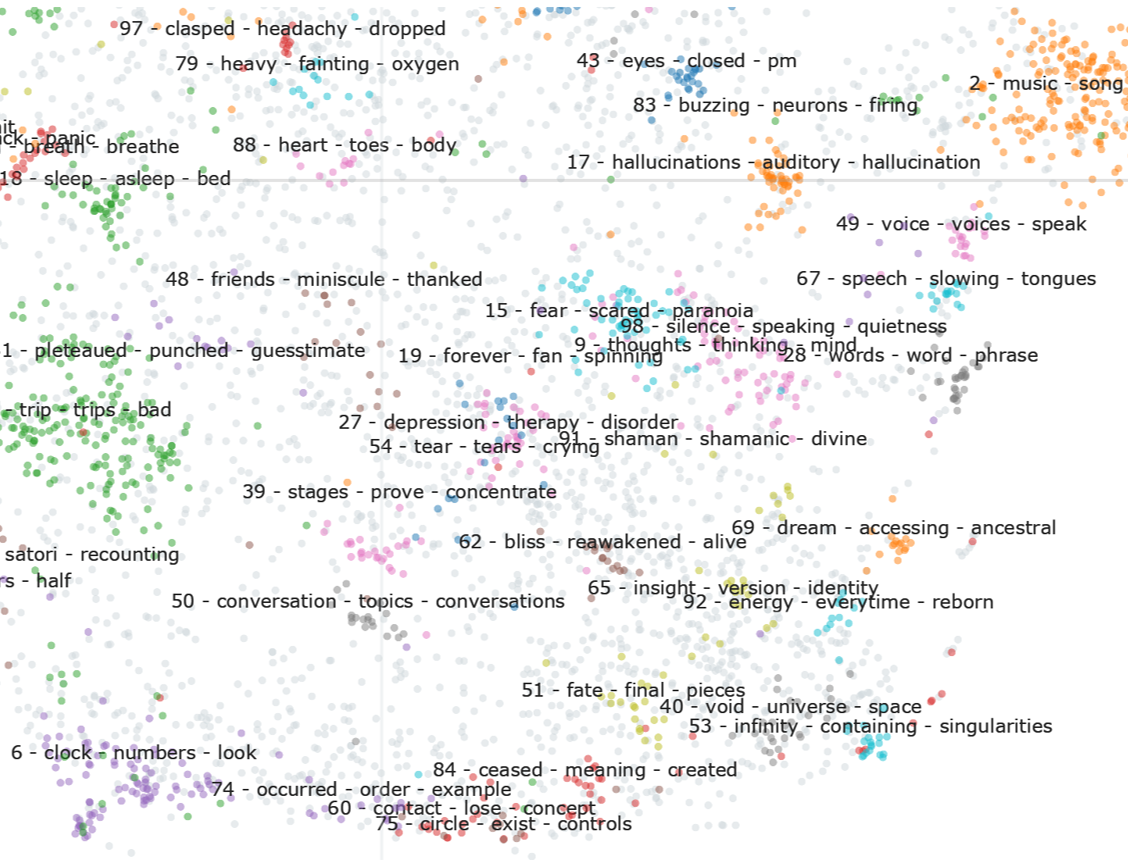 97 - clasped - headachy - dropped
79 - heavy - fainting - oxygen
43 - eyes - closed - pm
2 - music - song
83 - buzzing - neurons - firing
panic
breath - breathe
88 - heart - toes - body
17 - hallucinations - auditory - hallucination
18 - sleep - asleep - bed
49 - voice - voices - speak
48 - friends - miniscule - thanked
67 - speech - slowing - tongues
15 - fear - scared - paranoia
98 - silence - speaking - quietness
9 - thoughts - thinking - mind
1 - pleteaued - punched - guesstimate
19 - forever - fan - spinning
28 - words - word - phrase
- trip - trips - bad
27 - depression - therapy - disorder
91 - shaman - shamanic - divine
54 - tear - tears - crying
39 - stages - prove - concentrate
69 - dream - accessing - ancestral
62 - bliss - reawakened - alive
satori - recounting
s - half
65 - insight - version - identity
50 - conversation - topics - conversations
92 - energy - everytime - reborn
51 - fate - final - pieces
40 - void - universe - space
53 - infinity - containing - singularities
6 - clock - numbers - look
84 - ceased - meaning - created
74 - occurred - order - example
60 - contact - lose - concept
75 - circle - exist - controls